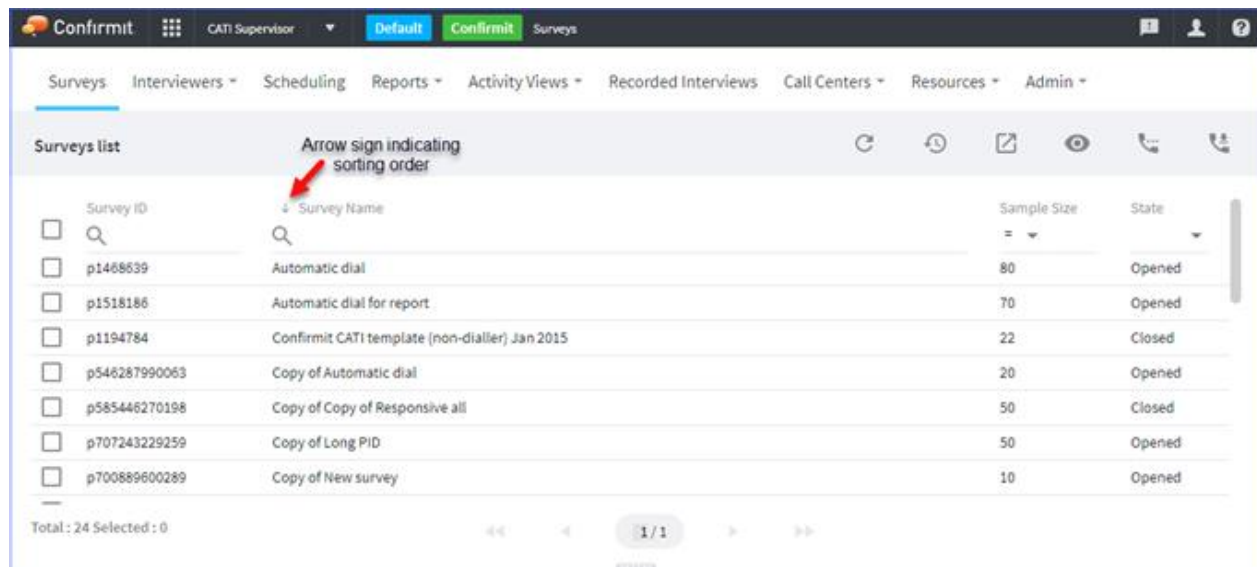 Confirmit CATI Supervisor Default Confirmit Surveys
Surveys Interviewers Scheduling Reports Activity Views Recorded Interviews Call Centers Resources Admin
Surveys list
Arrow sign indicating
sorting order
Survey ID Survey Name Sample Size State
=
p1468639 Automatic dial 80 Opened
p1518186 Automatic dial for report 70 Opened
p1194784 Confirmit CATI template (non-dialler) Jan 2015 22 Closed
p546287990063 Copy of Automatic dial 20 Opened
p585446270198 Copy of Copy of Responsive all 50 Closed
p707243229259 Copy of Long PID 50 Opened
p700889600289 Copy of New survey 10 Opened
Total : 24 Selected : 0 1 / 1